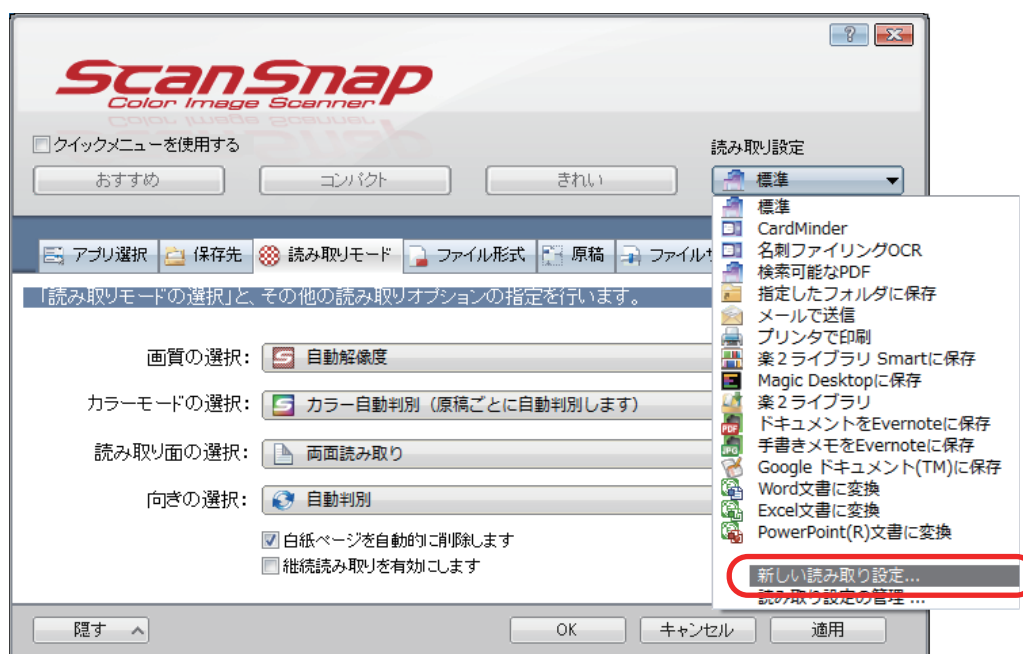 ScanSnap
Color Image Scanner
クイックメニューを使用する
読み取り設定
おすすめ
コンパクト
きれい
標準
標準
CardMinder
名刺ファイリングOCR
検索可能なPDF
指定したフォルダに保存
メールで送信
プリンタで印刷
楽2ライブラリ Smartに保存
Magic Desktopに保存
楽2ライブラリ
ドキュメントをEvernoteに保存
手書きメモをEvernoteに保存
Google ドキュメント(TM)に保存
Word文書に変換
Excel文書に変換
PowerPoint(R)文書に変換
新しい読み取り設定...
読み取り設定の管理 ...
アプリ選択
保存先
読み取りモード
ファイル形式
原稿
ファイル
「読み取りモードの選択」と、その他の読み取りオプションの指定を行います。
画質の選択:
自動解像度
カラーモードの選択:
カラー自動判別（原稿ごとに自動判別します）
読み取り面の選択:
両面読み取り
向きの選択:
自動判別
白紙ページを自動的に削除します
継続読み取りを有効にします
隠す
OK
キャンセル
適用